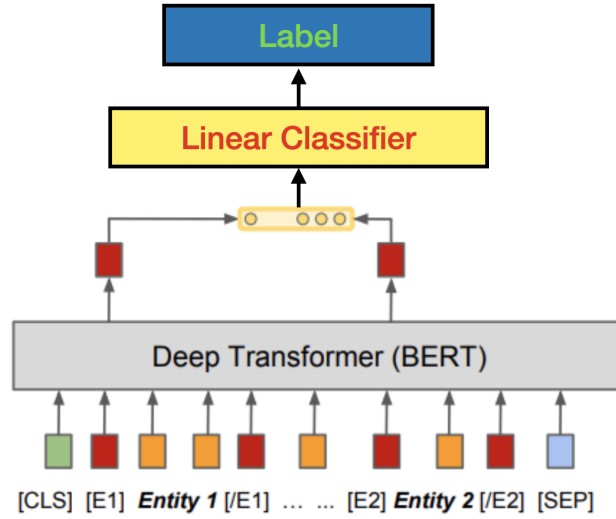 Label
Linear Classifier
Deep Transformer (BERT)
[CLS] [E1] Entity 1 [/E1] ... ... [E2] Entity 2 [/E2] [SEP]